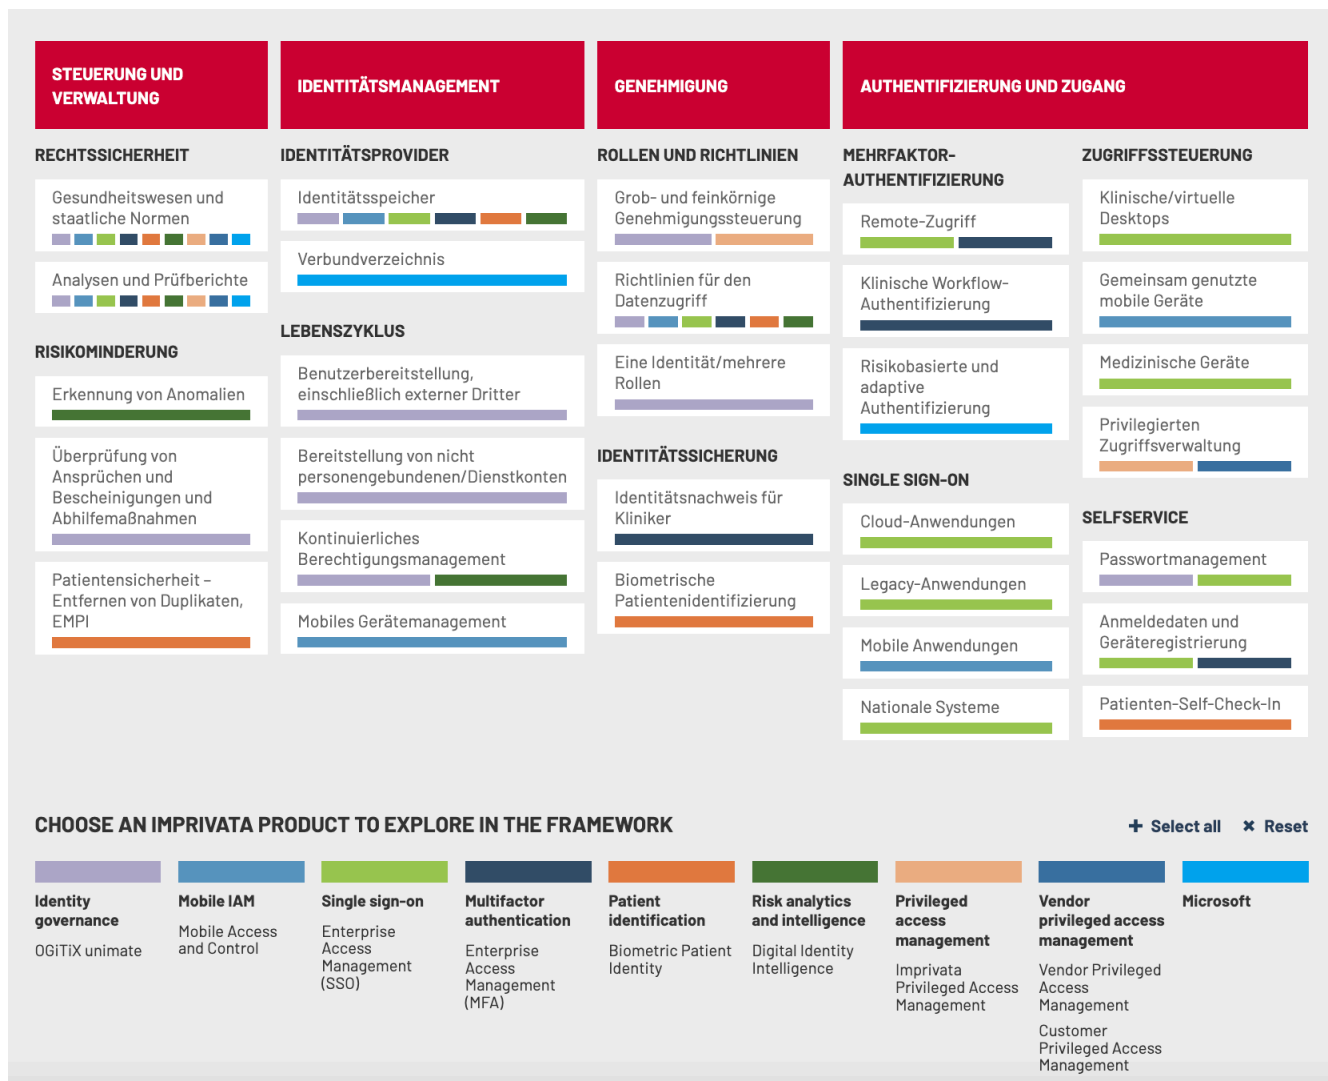 STEUERUNG UND
VERWALTUNG
RECHTSSICHERHEIT
Gesundheitswesen und
staatliche Normen
Analysen und Prüfberichte
RISIKOMINDERUNG
Erkennung von Anomalien
Überprüfung von
Ansprüchen und
Bescheinigungen und
Abhilfemaßnahmen
Patientensicherheit –
Entfernen von Duplikaten,
EMPI
IDENTITÄTSMANAGEMENT
IDENTITÄTSPROVIDER
Identitätsspeicher
Verbundverzeichnis
LEBENSZYKLUS
Benutzerbereitstellung,
einschließlich externer Dritter
Bereitstellung von nicht
personengebundenen/Dienstkonten
Kontinuierliches
Berechtigungsmanagement
Mobiles Gerätemanagement
GENEHMIGUNG
ROLLEN UND RICHTLINIEN
Grob- und feinkörnige
Genehmigungssteuerung
Richtlinien für den
Datenzugriff
Eine Identität/mehrere
Rollen
IDENTITÄTSSICHERUNG
Identitätsnachweis für
Kliniker
Biometrische
Patientenidentifizierung
AUTHENTIFIZIERUNG UND ZUGANG
MEHRFAKTOR-
AUTHENTIFIZIERUNG
Remote-Zugriff
Klinische Workflow-
Authentifizierung
Risikobasierte und
adaptive
Authentifizierung
SINGLE SIGN-ON
Cloud-Anwendungen
Legacy-Anwendungen
Mobile Anwendungen
Nationale Systeme
ZUGRIFFSSTEUERUNG
Klinische/virtuelle
Desktops
Gemeinsam genutzte
mobile Geräte
Medizinische Geräte
Privilegierten
Zugriffsverwaltung
SELFSERVICE
Passwortmanagement
Anmeldedaten und
Geräteregistrierung
Patienten-Self-Check-In
CHOOSE AN IMPRIVATA PRODUCT TO EXPLORE IN THE FRAMEWORK
+ Select all
× Reset
Identity
governance
OGiTiX unimate
Mobile IAM
Mobile Access
and Control
Single sign-on
Enterprise
Access
Management
(SSO)
Multifactor
authentication
Enterprise
Access
Management
(MFA)
Patient
identification
Biometric Patient
Identity
Risk analytics
and intelligence
Digital Identity
Intelligence
Privileged
access
management
Imprivata
Privileged Access
Management
Vendor
privileged access
management
Vendor Privileged
Access
Management
Customer
Privileged Access
Management
Microsoft